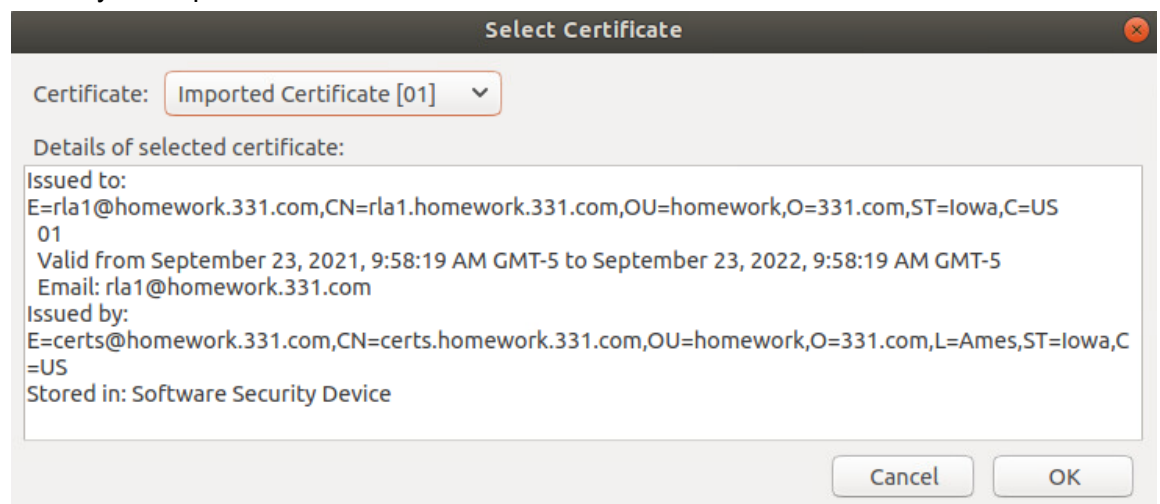 Select Certificate
Certificate: Imported Certificate [01]
Details of selected certificate:
Issued to:
E=rla1@homework.331.com,CN=rla1.homework.331.com,OU=homework,O=331.com,ST=Iowa,C=US
01
Valid from September 23, 2021, 9:58:19 AM GMT-5 to September 23, 2022, 9:58:19 AM GMT-5
Email: rla1@homework.331.com
Issued by:
E=certs@homework.331.com,CN=certs.homework.331.com,OU=homework,O=331.com,L=Ames,ST=Iowa,C
=US
Stored in: Software Security Device
Cancel OK